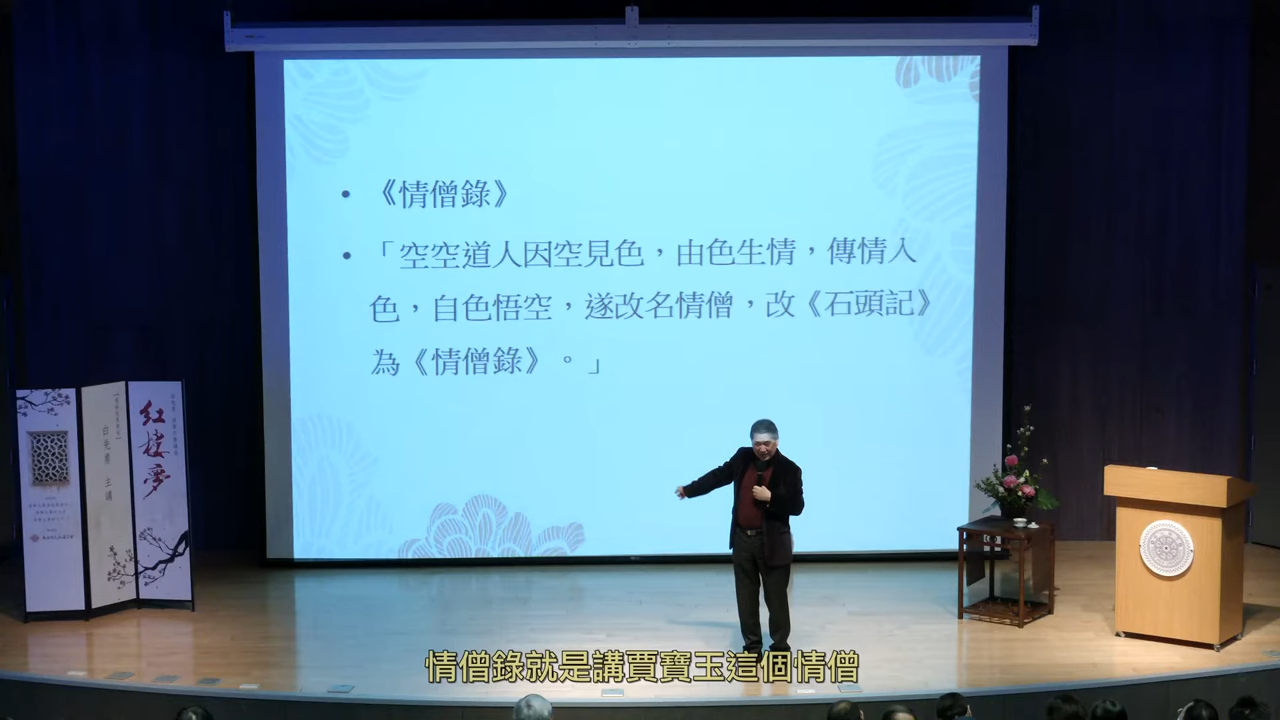 《情僧錄》
「空空道人因空見色，由色生情，傳情入
色，自色悟空，遂改名情僧，改《石頭記》
為《情僧錄》。」
紅樓夢
白先勇 主講
情僧錄就是講賈寶玉這個情僧